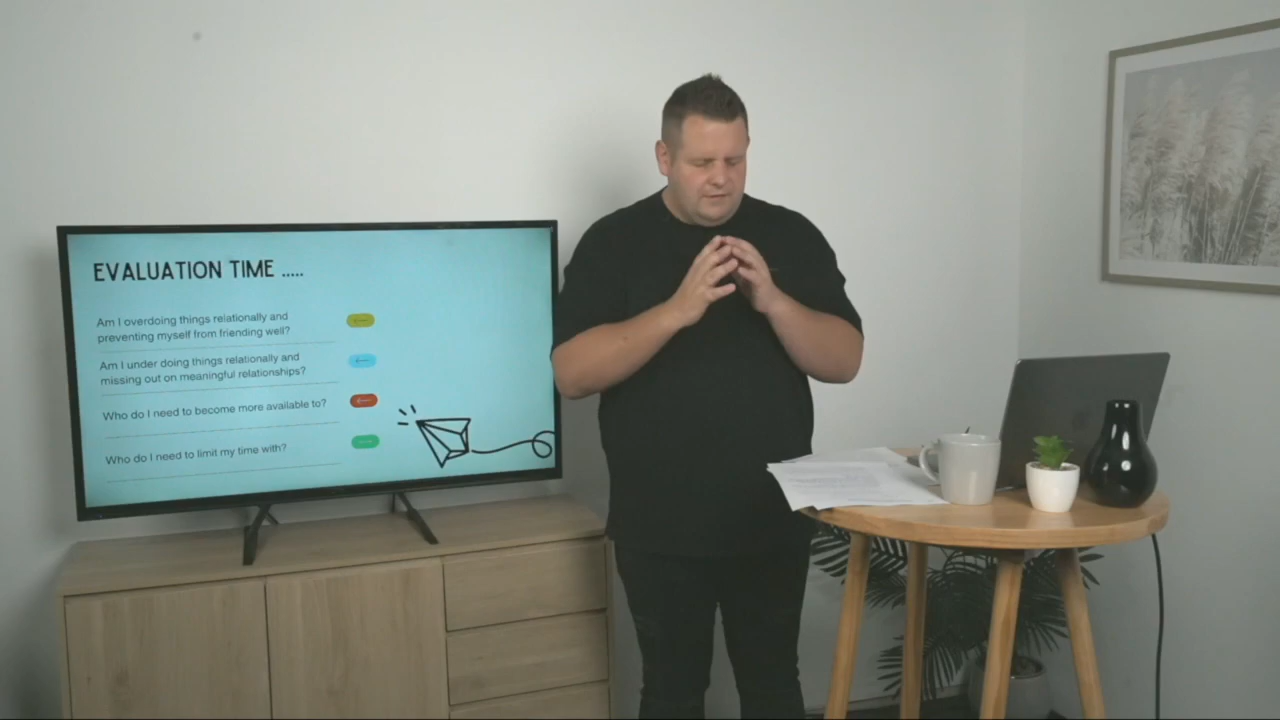 EVALUATION TIME .....
Am I overdoing things relationally and
preventing myself from friending well?
Am I under doing things relationally and
missing out on meaningful relationships?
Who do I need to become more available to?
Who do I need to limit my time with?